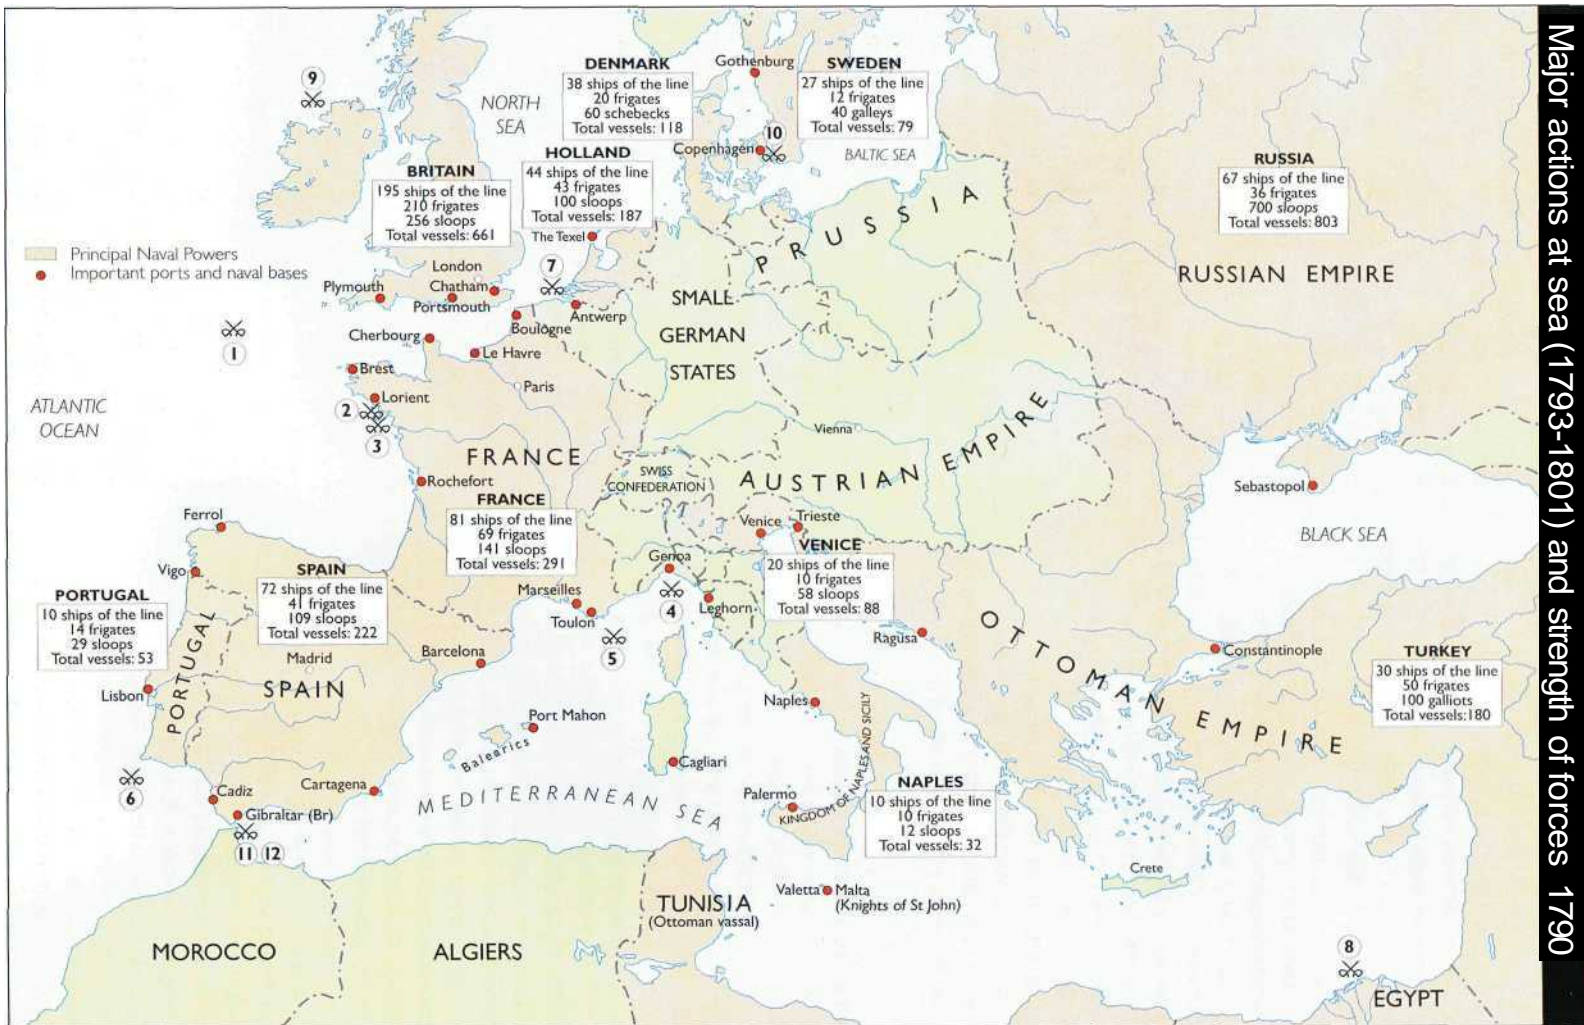 Major actions at sea (1793-1801) and strength of forces 1790
9
NORTH
SEA
DENMARK
38 ships of the line
20 frigates
60 schebecks
Total vessels: 118
Gothenburg
SWEDEN
27 ships of the line
12 frigates
40 galleys
Total vessels: 79
10
Copenhagen
BALTIC SEA
HOLLAND
44 ships of the line
43 frigates
100 sloops
Total vessels: 187
The Texel
BRITAIN
195 ships of the line
210 frigates
256 sloops
Total vessels: 661
RUSSIA
67 ships of the line
36 frigates
700 sloops
Total vessels: 803
RUSSIAN EMPIRE
PRUSSIA
Principal Naval Powers
Important ports and naval bases
London
Chatham
Plymouth
Portsmouth
7
Antwerp
Boulogne
Cherbourg
Le Havre
SMALL
GERMAN
STATES
1
Brest
Paris
Lorient
2
3
ATLANTIC
OCEAN
Vienna
FRANCE
SWISS
CONFEDERATION
AUSTRIAN EMPIRE
Rochefort
FRANCE
81 ships of the line
69 frigates
141 sloops
Total vessels: 291
Sebastopol
BLACK SEA
Ferrol
Vigo
Venice
Trieste
VENICE
20 ships of the line
10 frigates
58 sloops
Total vessels: 88
Genoa
4
Leghorn
Marseilles
Toulon
5
SPAIN
72 ships of the line
41 frigates
109 sloops
Total vessels: 222
PORTUGAL
10 ships of the line
14 frigates
29 sloops
Total vessels: 53
PORTUGAL
Madrid
SPAIN
Lisbon
Barcelona
Ragusa
OTTOMAN EMPIRE
Constantinople
TURKEY
30 ships of the line
50 frigates
100 galliots
Total vessels:180
Naples
Port Mahon
Balearics
Cagliari
6
Cadiz
Cartagena
Gibraltar (Br)
11 12
MEDITERRANEAN SEA
Palermo
KINGDOM OF NAPLES AND SICILY
NAPLES
10 ships of the line
10 frigates
12 sloops
Total vessels: 32
Crete
Valetta
Malta
(Knights of St John)
TUNISIA
(Ottoman vassal)
MOROCCO
ALGIERS
8
EGYPT